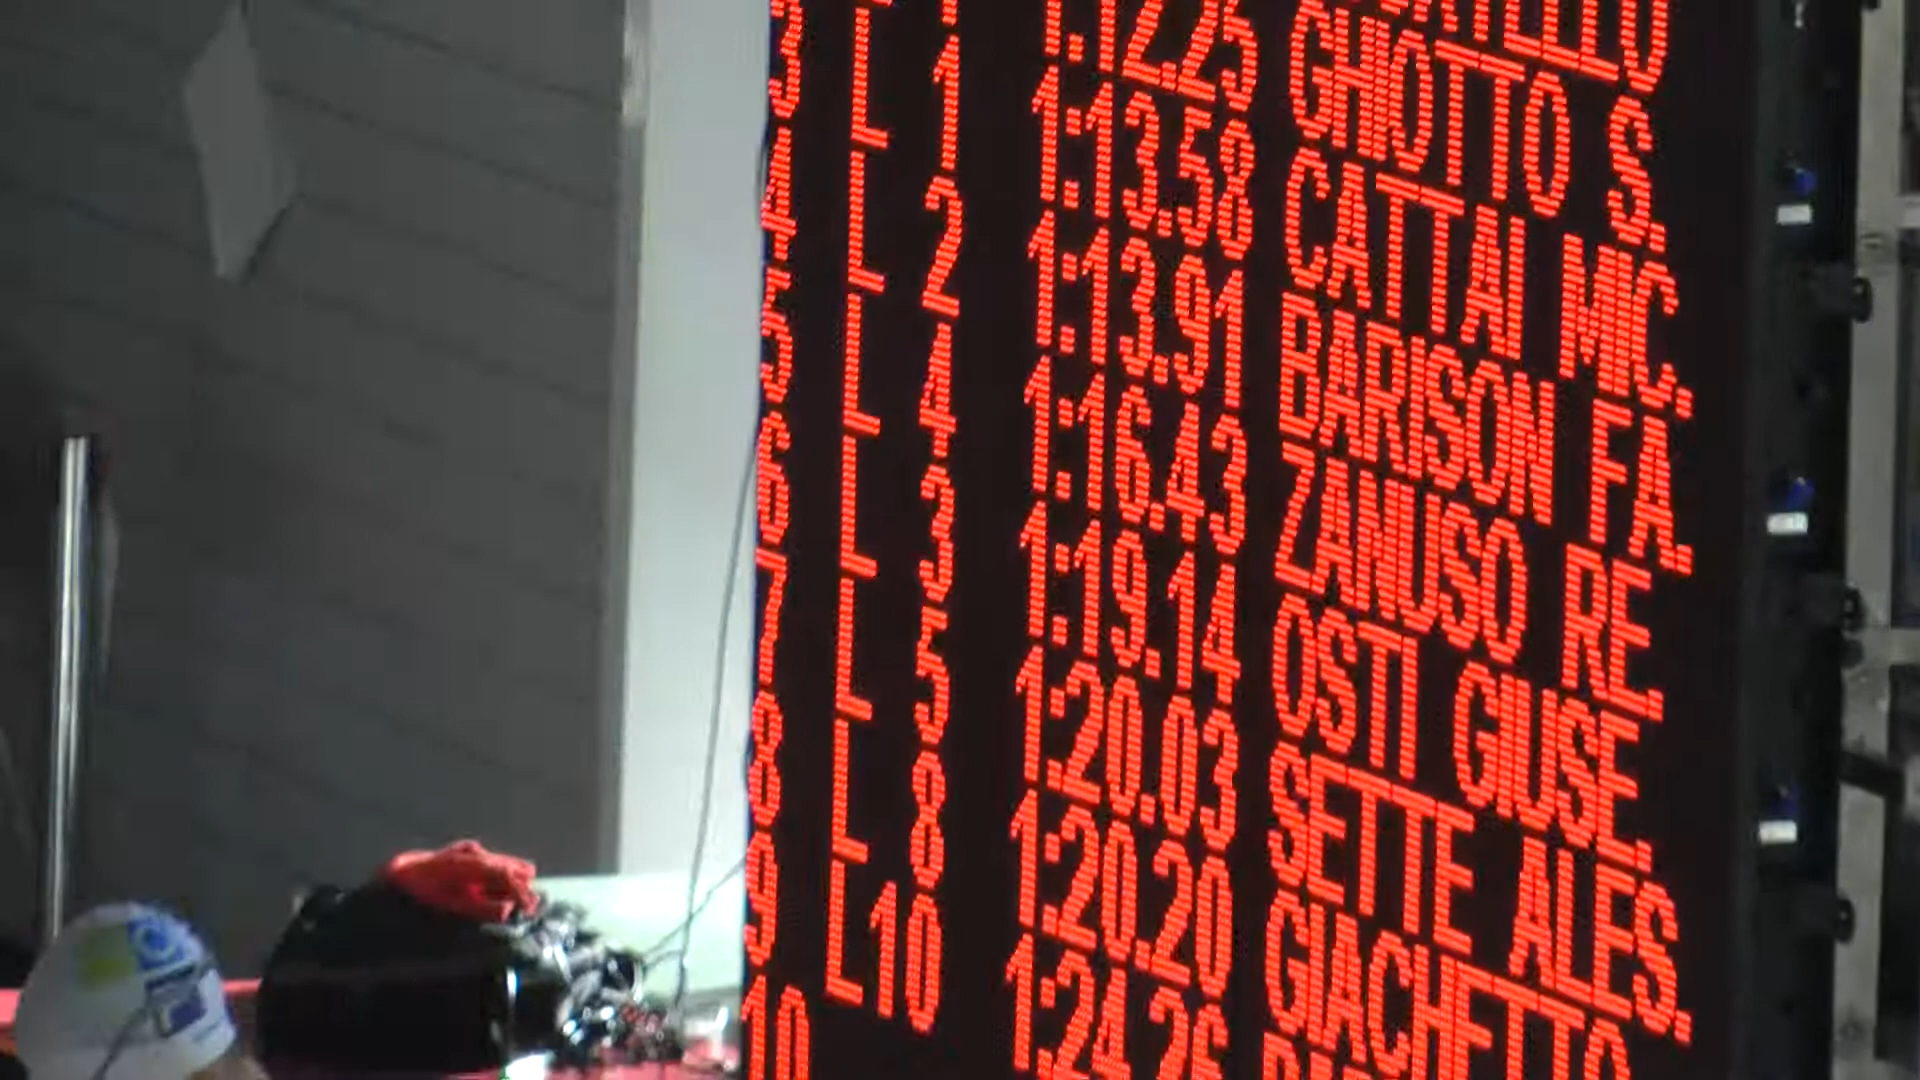 1:12.25 GHIOTTO S.
3 L 1 1:13.58 CATTAI MIC.
4 L 2 1:13.91 BARISON FA.
5 L 4 1:16.43 ZANUSO RE.
6 L 3 1:19.14 OSTI GIUSE.
7 L 5 1:20.03 SETTE ALES.
8 L 8 1:20.20 GIACHETTO
9 L10 1:24.26
10